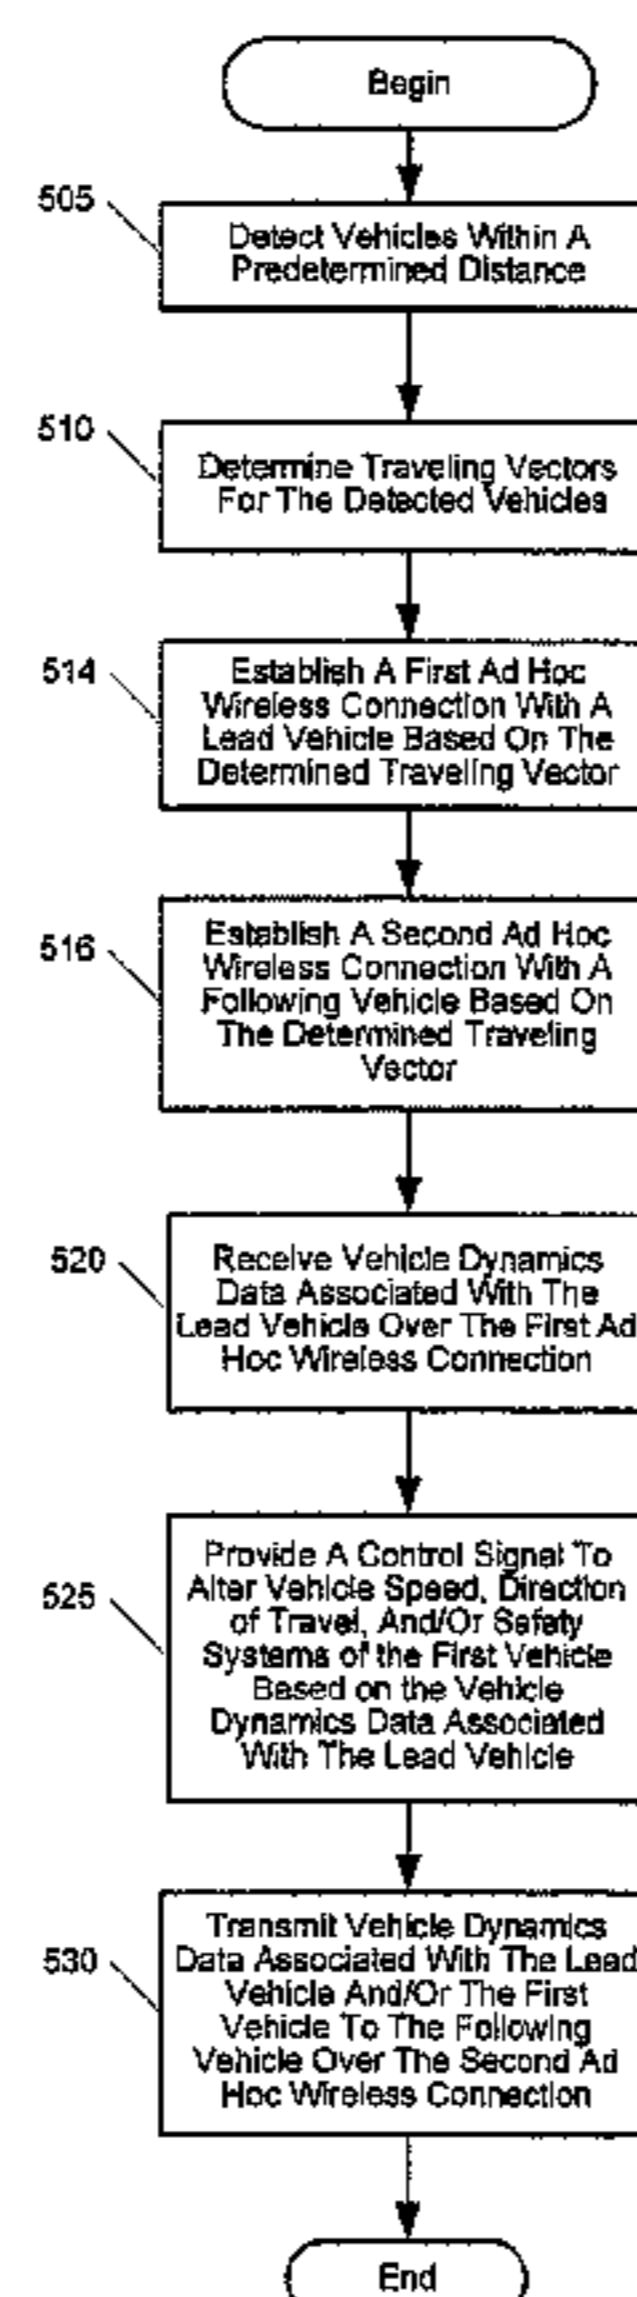 Begin
505
Detect Vehicles Within A
Predetermined Distance
510
Determine Traveling Vectors
For The Detected Vehicles
514
Establish A First Ad Hoc
Wireless Connection With A
Lead Vehicle Based On The
Determined Traveling Vector
516
Establish A Second Ad Hoc
Wireless Connection With A
Following Vehicle Based On
The Determined Traveling
Vector
520
Receive Vehicle Dynamics
Data Associated With The
Lead Vehicle Over The First Ad
Hoc Wireless Connection
525
Provide A Control Signal To
Alter Vehicle Speed, Direction
of Travel, And/Or Safety
Systems of the First Vehicle
Based on the Vehicle
Dynamics Data Associated
With The Lead Vehicle
530
Transmit Vehicle Dynamics
Data Associated With The Lead
Vehicle And/Or The First
Vehicle To The Following
Vehicle Over The Second Ad
Hoc Wireless Connection
End